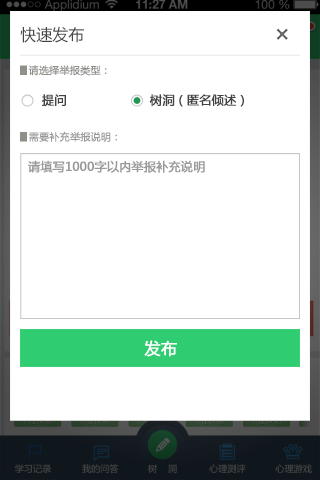 Applidium 11:27 AM 100 %
快速发布
请选择举报类型：
提问 树洞（匿名倾述）
需要补充举报说明：
请填写1000字以内举报补充说明
发布
学习记录 我的问答 树 洞 心理测评 心理游戏